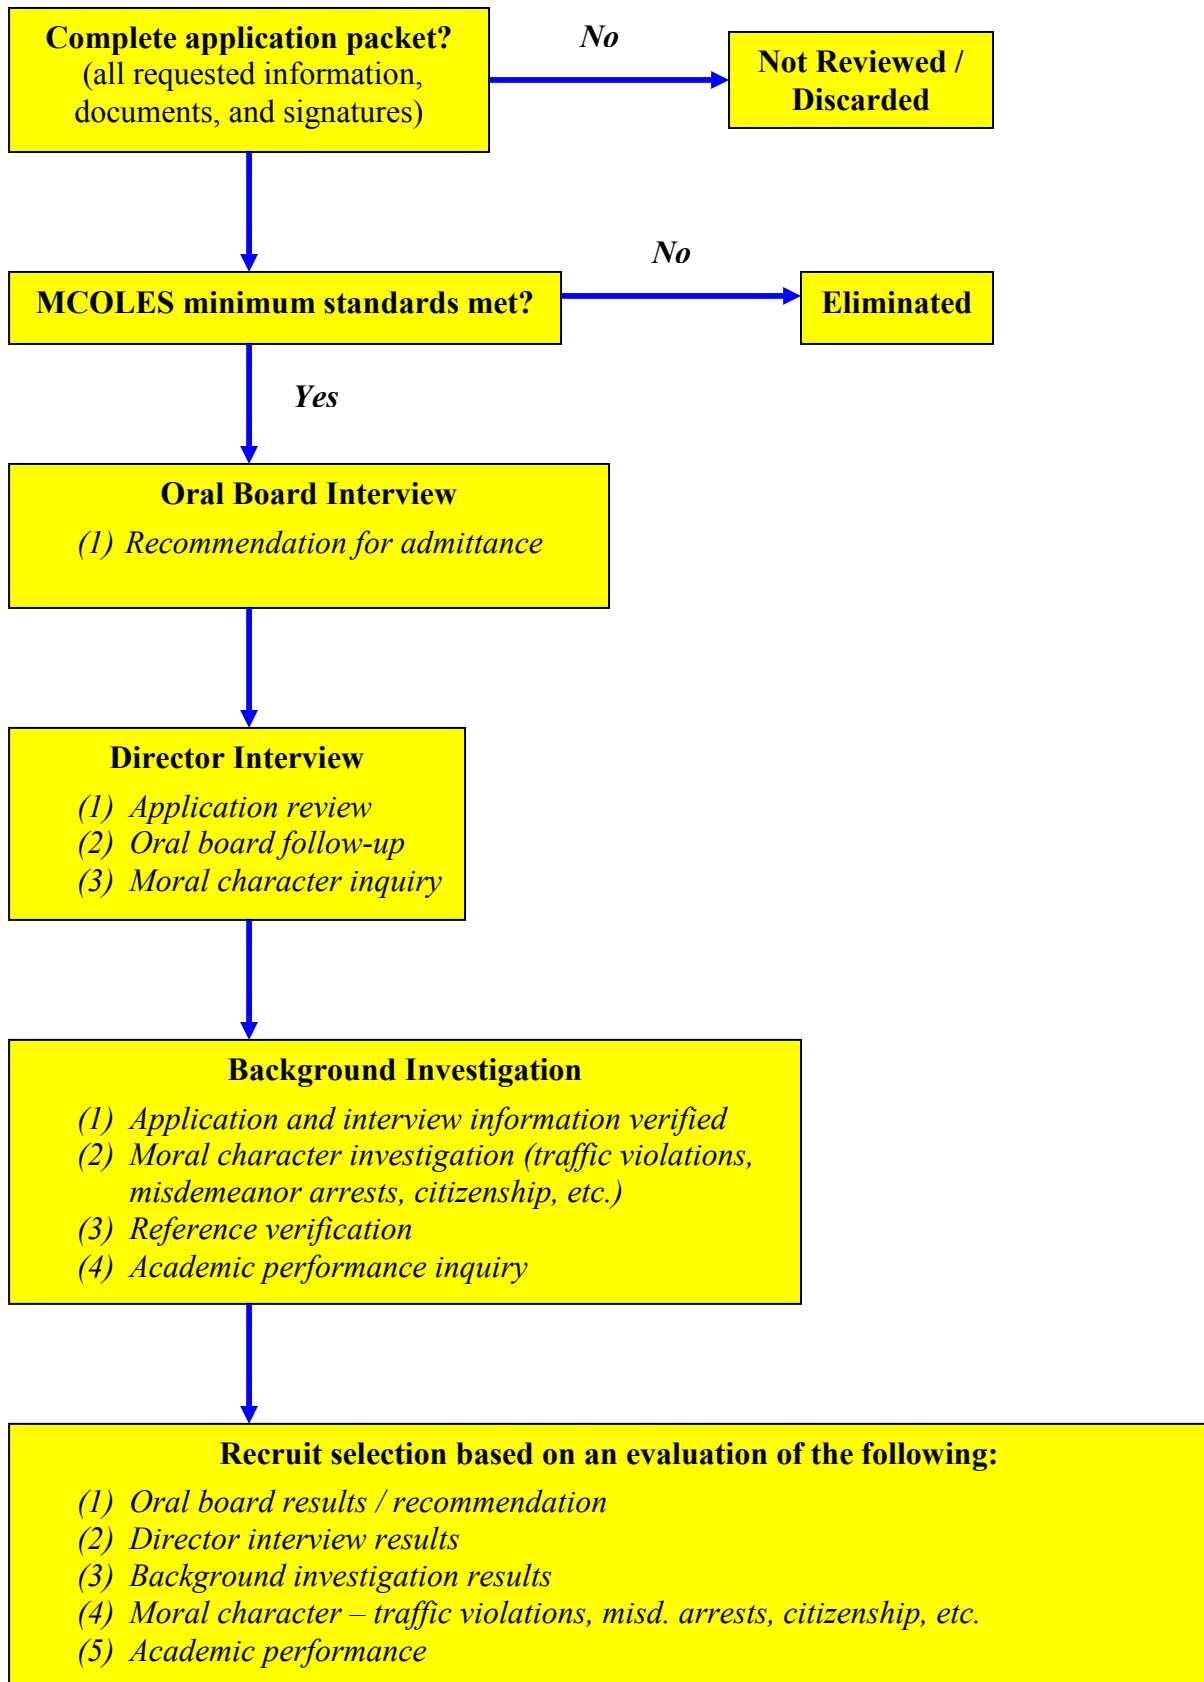 Complete application packet?
(all requested information,
documents, and signatures)
No
Not Reviewed /
Discarded
MCOLES minimum standards met?
No
Eliminated
Yes
Oral Board Interview
(1) Recommendation for admittance
Director Interview
(1) Application review
(2) Oral board follow-up
(3) Moral character inquiry
Background Investigation
(1) Application and interview information verified
(2) Moral character investigation (traffic violations,
misdemeanor arrests, citizenship, etc.)
(3) Reference verification
(4) Academic performance inquiry
Recruit selection based on an evaluation of the following:
(1) Oral board results / recommendation
(2) Director interview results
(3) Background investigation results
(4) Moral character – traffic violations, misd. arrests, citizenship, etc.
(5) Academic performance